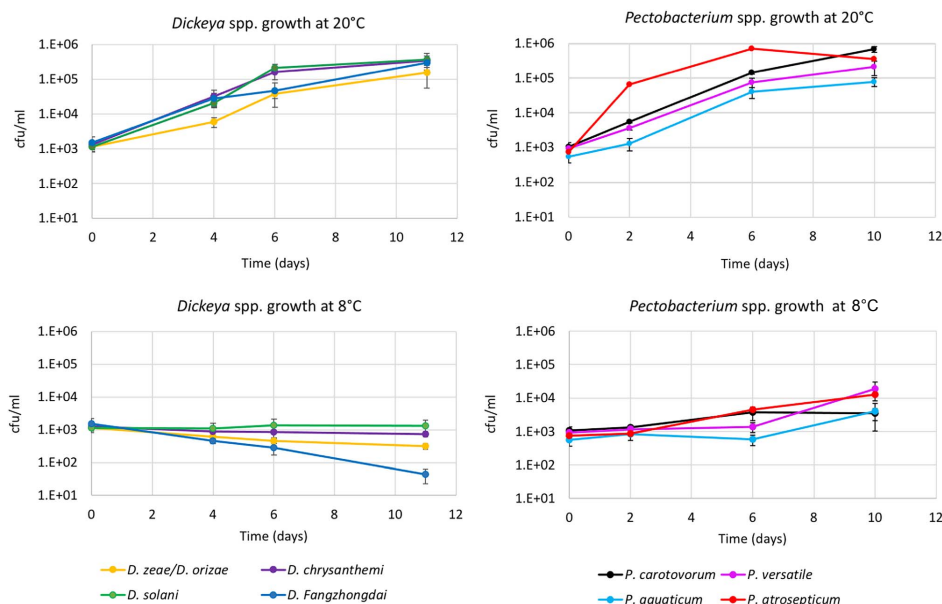 Dickeya spp. growth at 20°C
1.E+06
1.E+05
1.E+04
1.E+03
1.E+02
1.E+01
cfu/ml
0 2 4 6 8 10 12
Time (days)
Pectobacterium spp. growth at 20°C
1.E+06
1.E+05
1.E+04
1.E+03
1.E+02
1.E+01
cfu/ml
0 2 4 6 8 10 12
Time (days)
Dickeya spp. growth at 8°C
1.E+06
1.E+05
1.E+04
1.E+03
1.E+02
1.E+01
cfu/ml
0 2 4 6 8 10 12
Time (days)
D. zeae/D. orizae D. chrysanthemi
D. solani D. Fangzhongdai
Pectobacterium spp. growth at 8°C
1.E+06
1.E+05
1.E+04
1.E+03
1.E+02
1.E+01
cfu/ml
0 2 4 6 8 10 12
Time (days)
P. carotovorum P. versatile
P. aquaticum P. atrosepticum